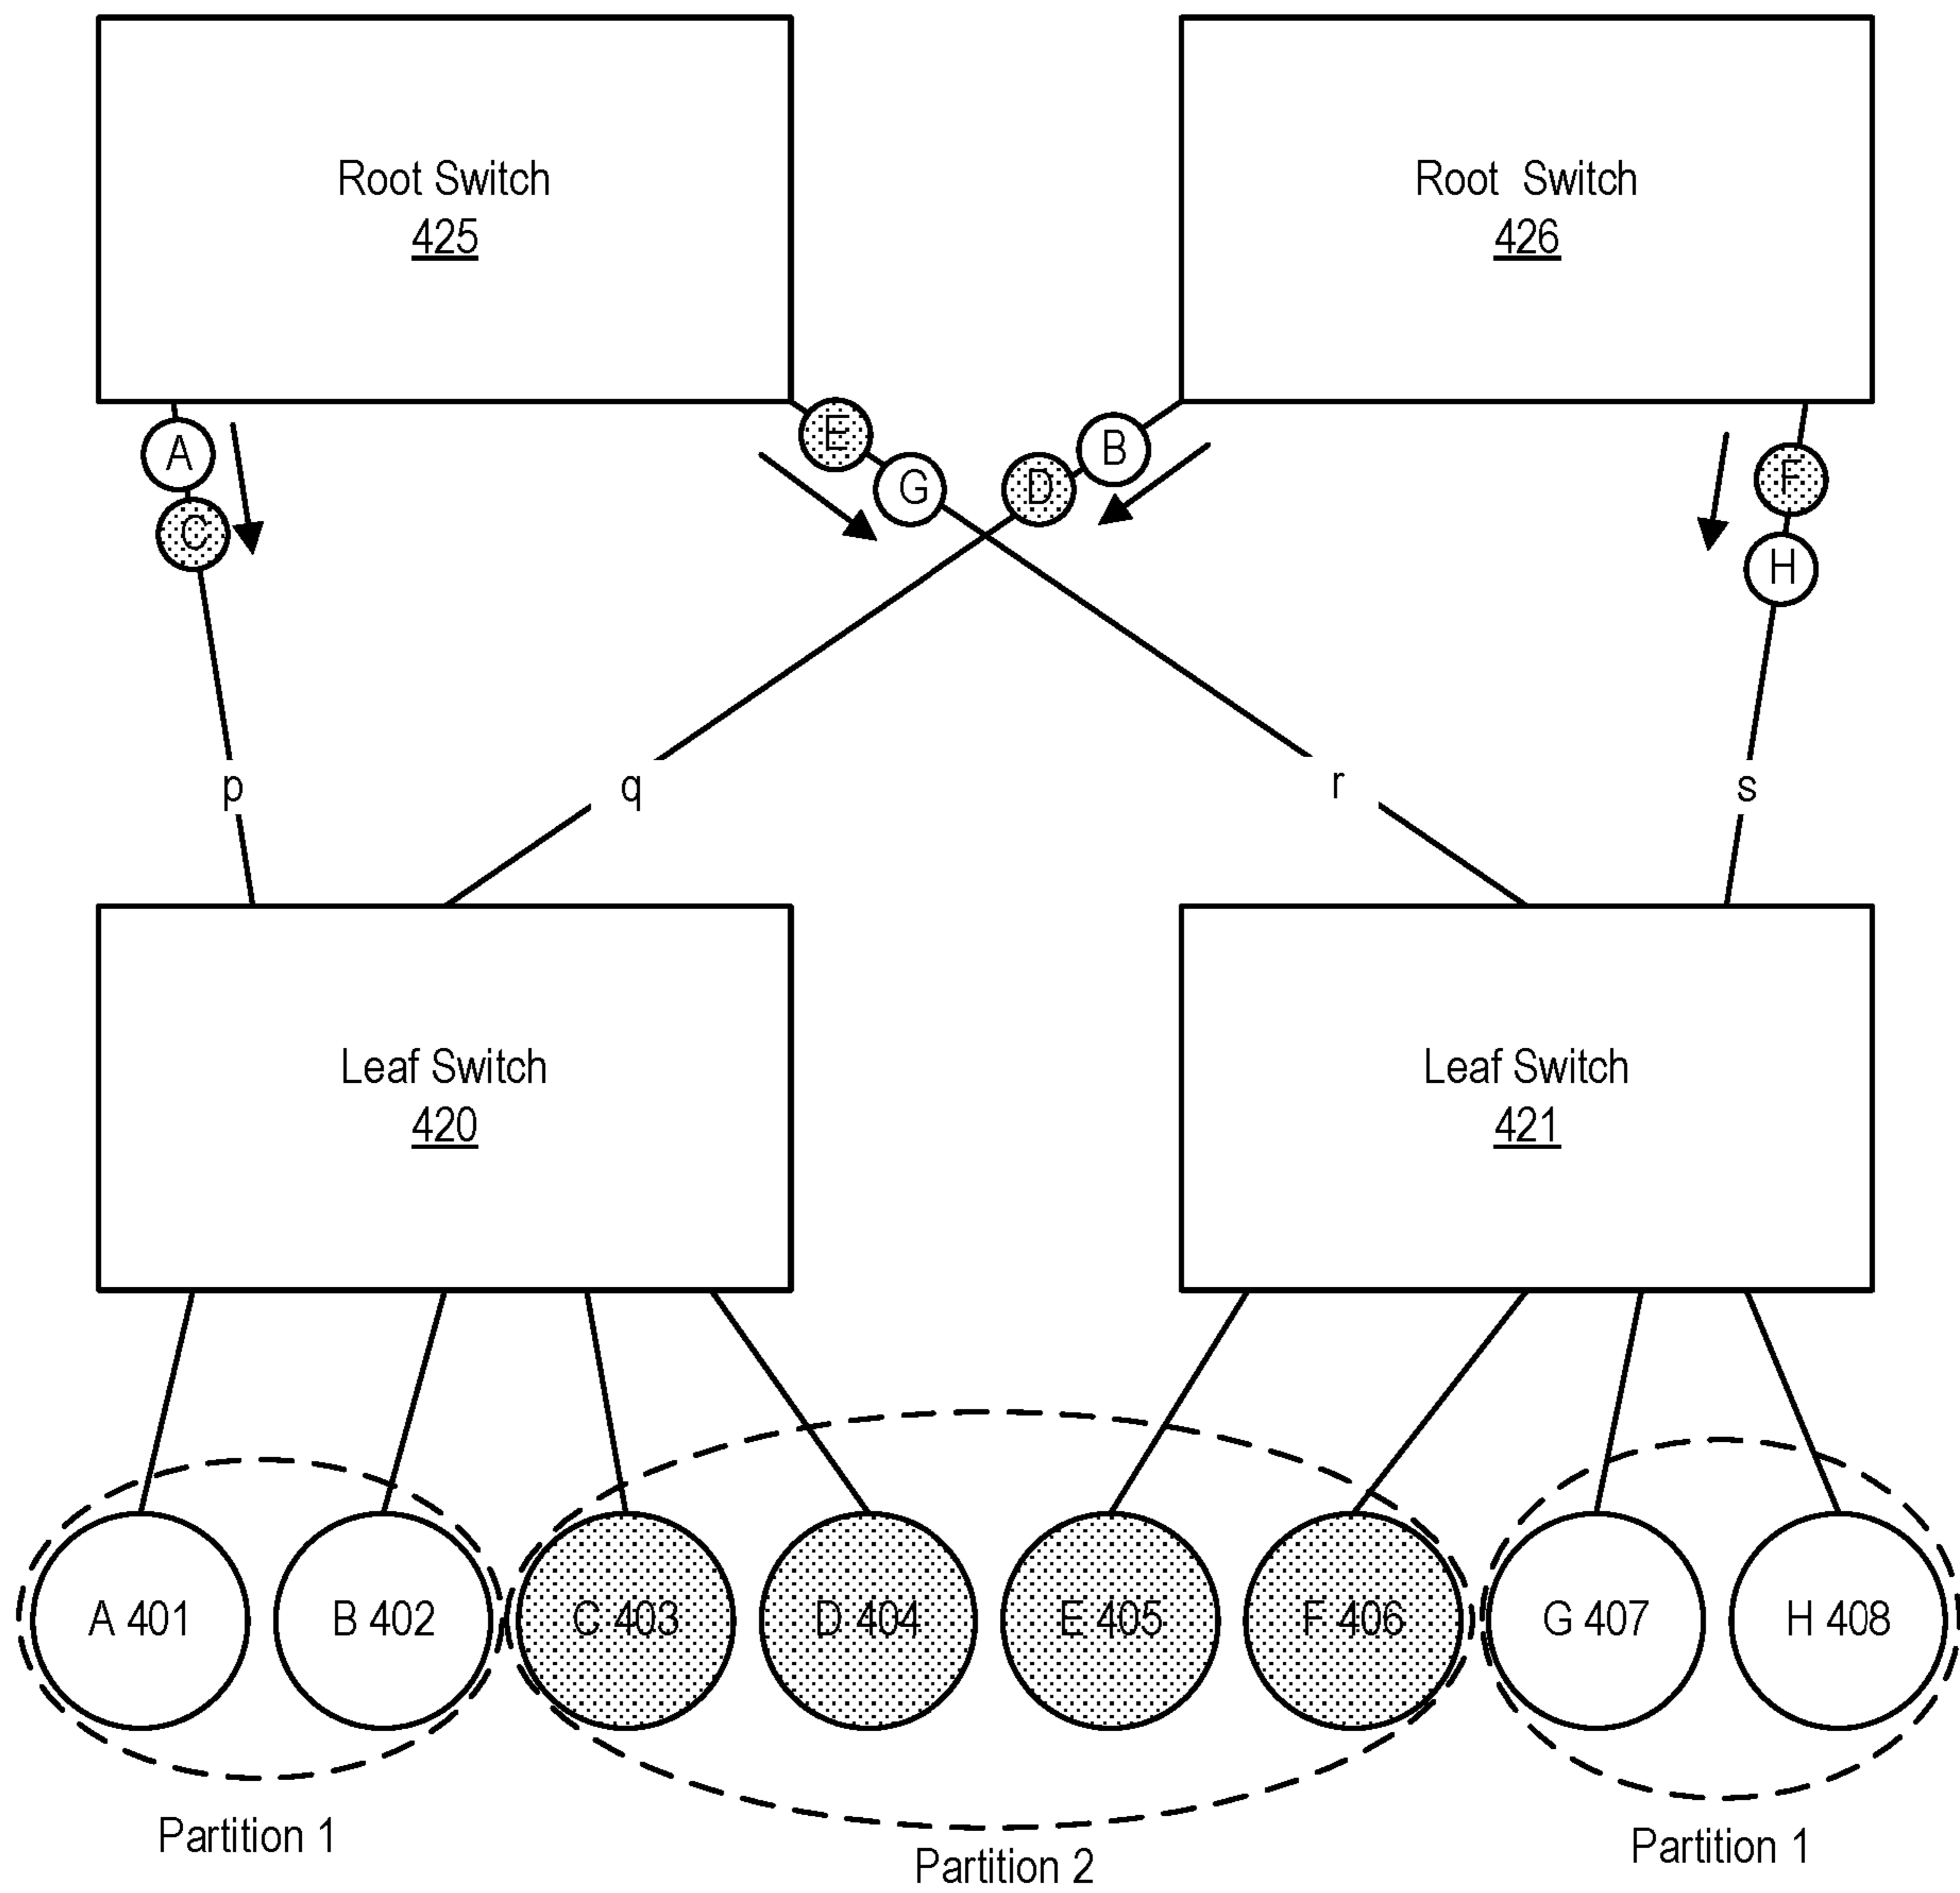 Root Switch
425
Root Switch
426
A
C
E
G
D
B
F
H
p
q
r
s
Leaf Switch
420
Leaf Switch
421
A 401
B 402
C 403
D 404
E 405
F 406
G 407
H 408
Partition 1
Partition 2
Partition 1